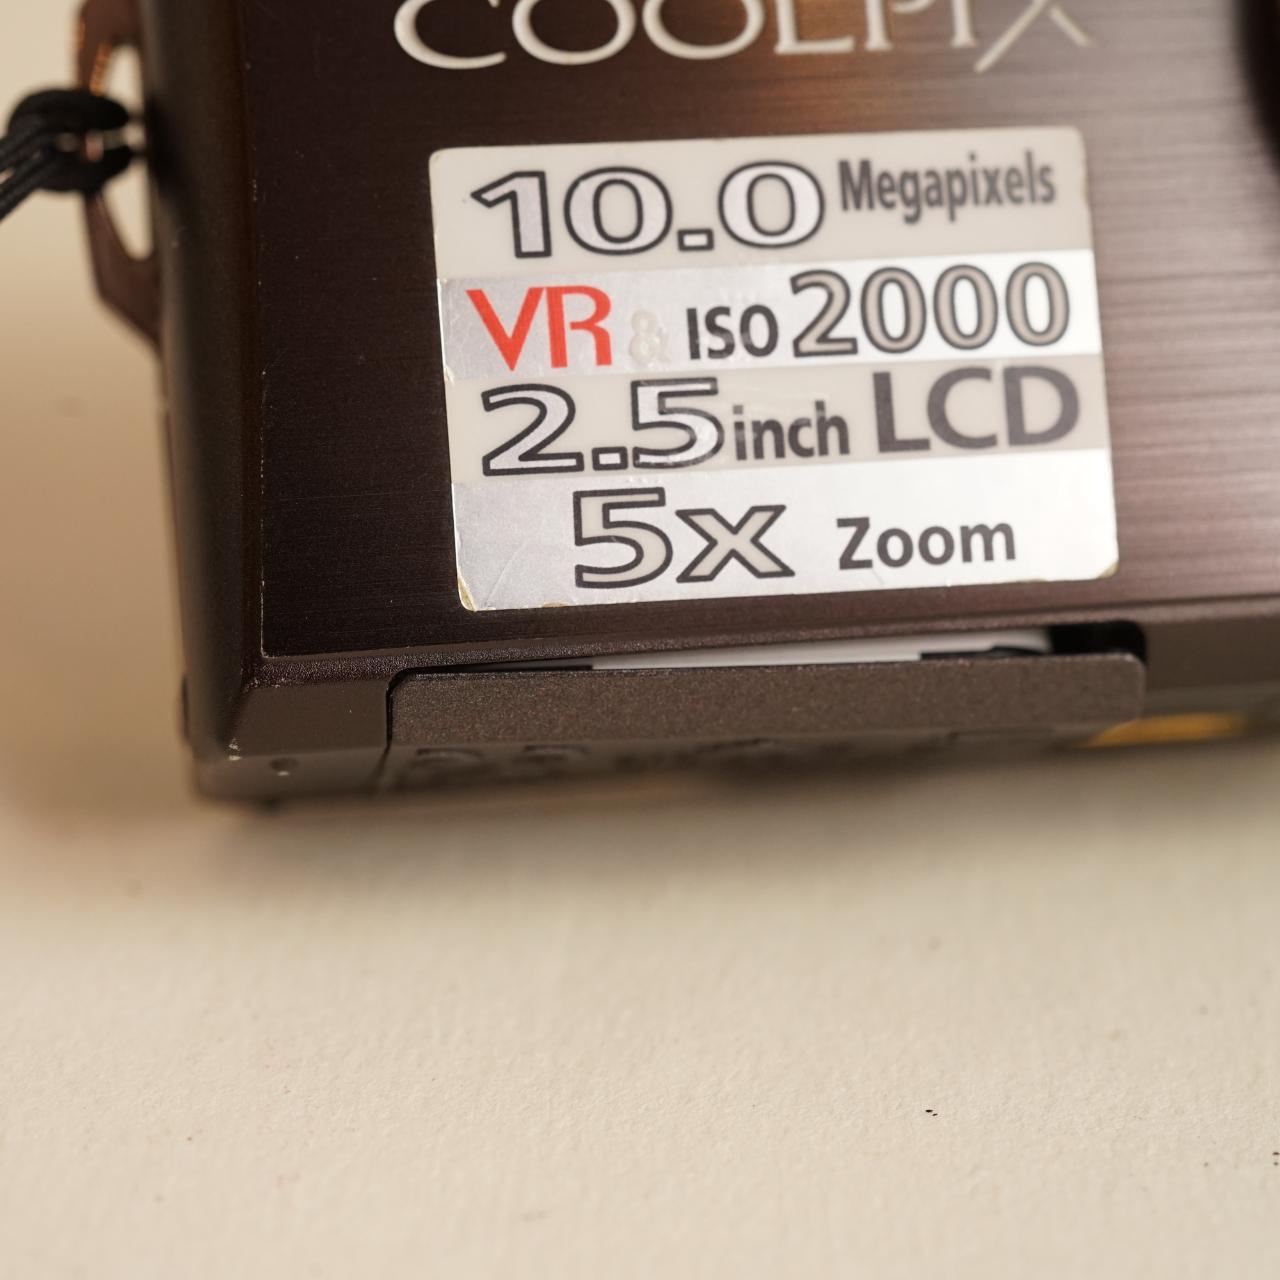 COOLPIX
10.0 Megapixels
VR & ISO 2000
2.5 inch LCD
5x Zoom